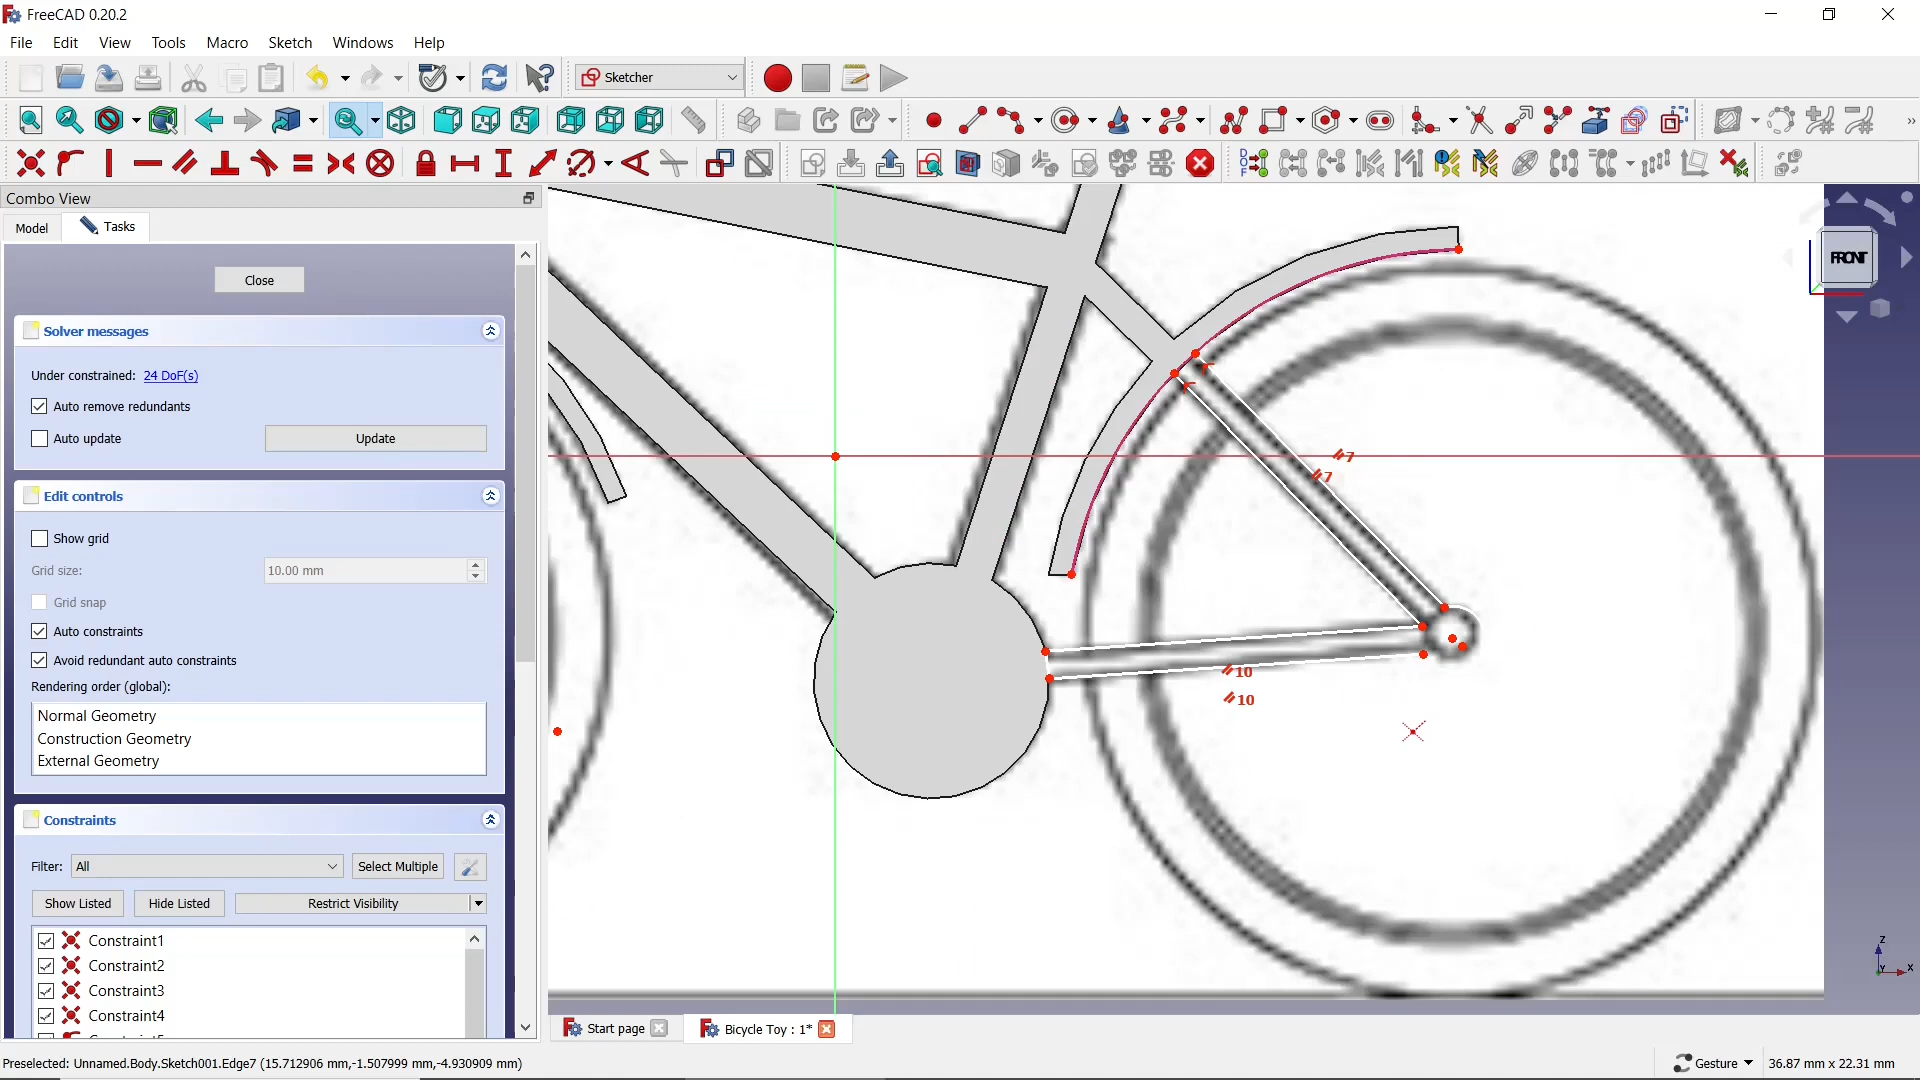 FreeCAD 0.20.2
File Edit View Tools Macro Sketch Windows Help
Sketcher
Combo View
Model Tasks
Close
Solver messages
Under constrained: 24 DoF(s)
Auto remove redundants
Auto update Update
Edit controls
Show grid
Grid size: 10.00 mm
Grid snap
Auto constraints
Avoid redundant auto constraints
Rendering order (global):
Normal Geometry
Construction Geometry
External Geometry
Constraints
Filter: All Select Multiple
Show Listed Hide Listed Restrict Visibility
Constraint1
Constraint2
Constraint3
Constraint4
FRONT
7
7
10
10
Z
Y X
Start page Bicycle Toy : 1*
Preselected: Unnamed.Body.Sketch001.Edge7 (15.712906 mm,-1.507999 mm,-4.930909 mm) Gesture 36.87 mm x 22.31 mm